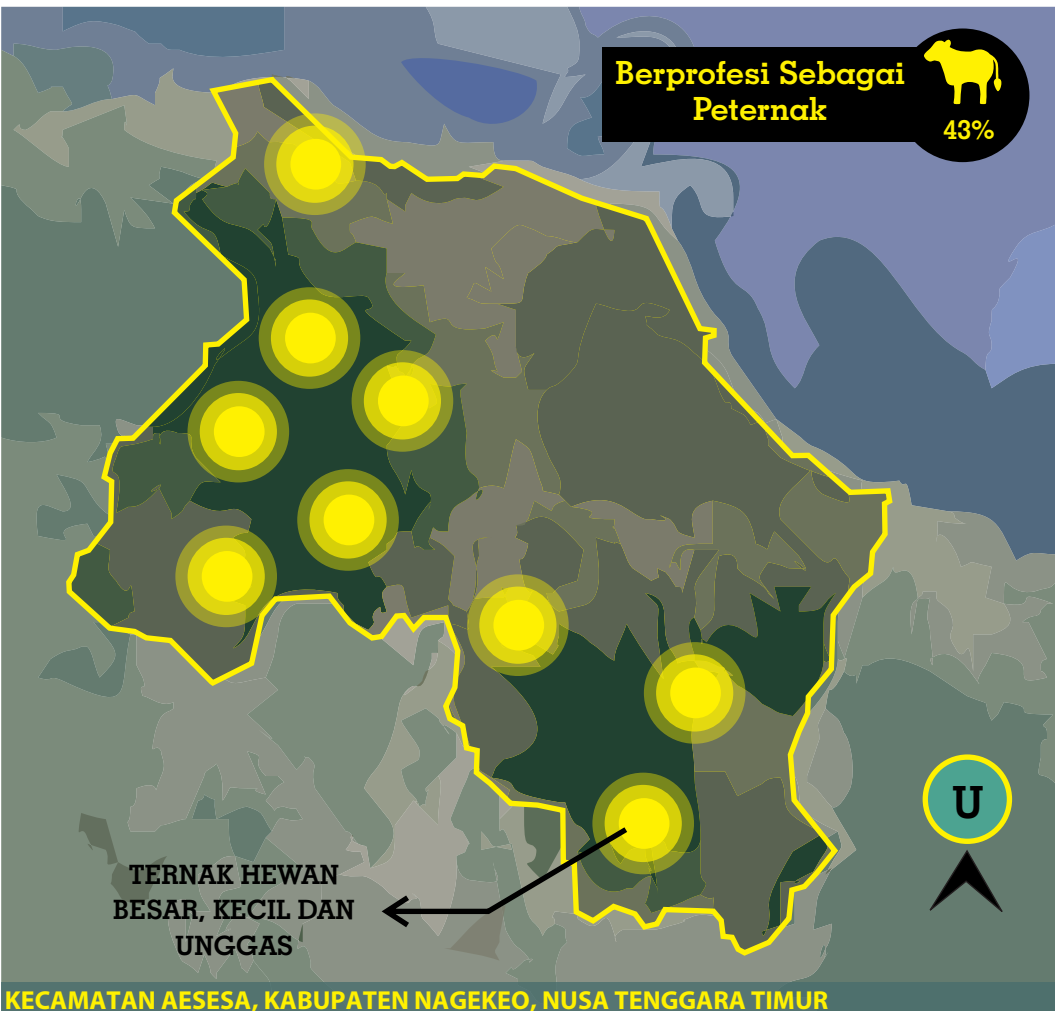 Berprofesi Sebagai
Peternak
43%
U
TERNAK HEWAN
BESAR, KECIL DAN
UNGGAS
KECAMATAN AESESA, KABUPATEN NAGEKEO, NUSA TENGGARA TIMUR